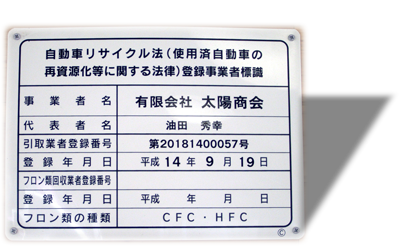 自動車リサイクル法（使用済自動車の
再資源化等に関する法律）登録事業者標識
事業者名 有限会社 太陽商会
代表者名 油田 秀幸
引取業者登録番号 第20181400057号
登録年月日 平成 14年 9月 19日
フロン類回収業者登録番号
登録年月日 平成 年 月 日
フロン類の種類 CFC・HFC
©